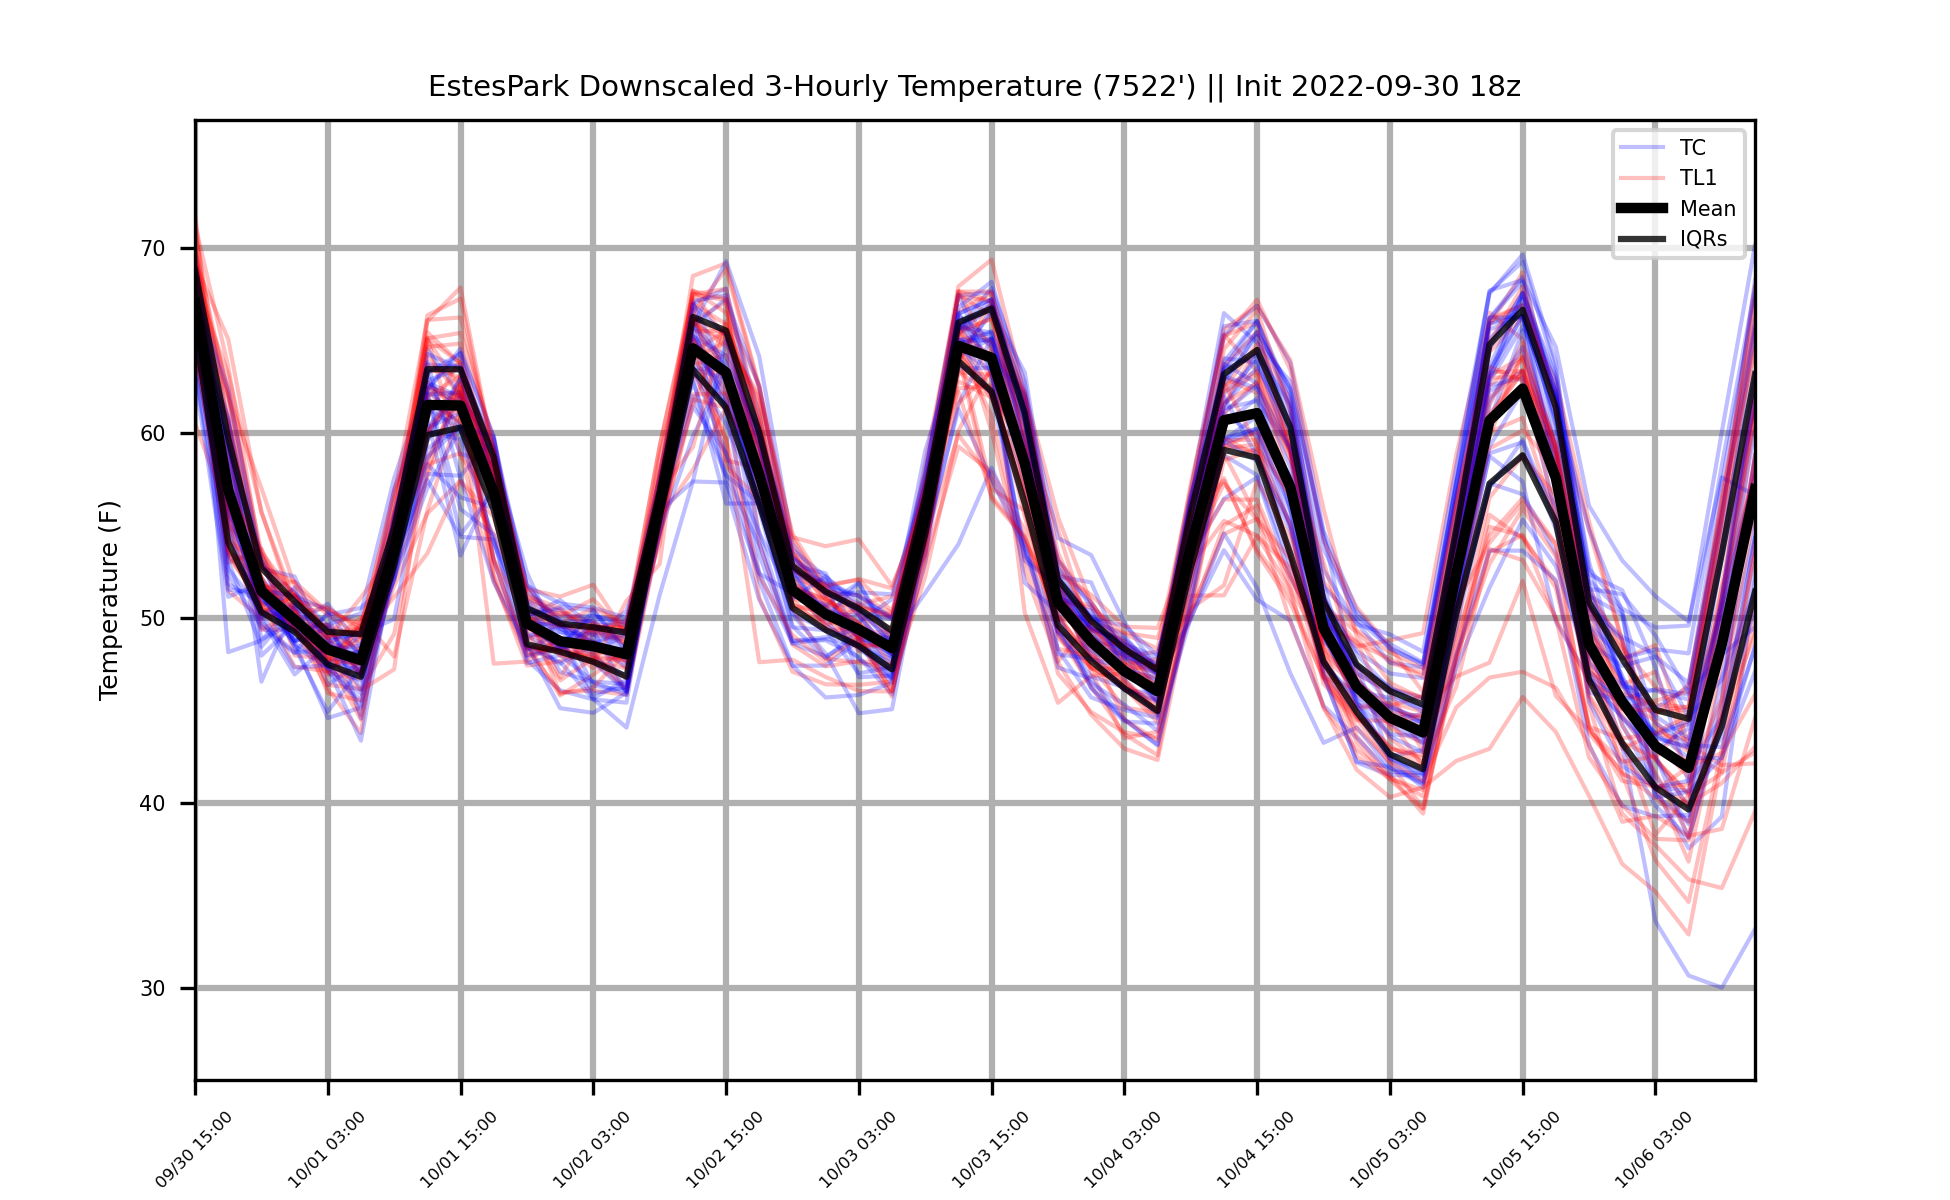 EstesPark Downscaled 3-Hourly Temperature (7522') || Init 2022-09-30 18z
TC
TL1
Mean
IQRs
Temperature (F)
70
60
50
40
30
09/30 15:00
10/01 03:00
10/01 15:00
10/02 03:00
10/02 15:00
10/03 03:00
10/03 15:00
10/04 03:00
10/04 15:00
10/05 03:00
10/05 15:00
10/06 03:00